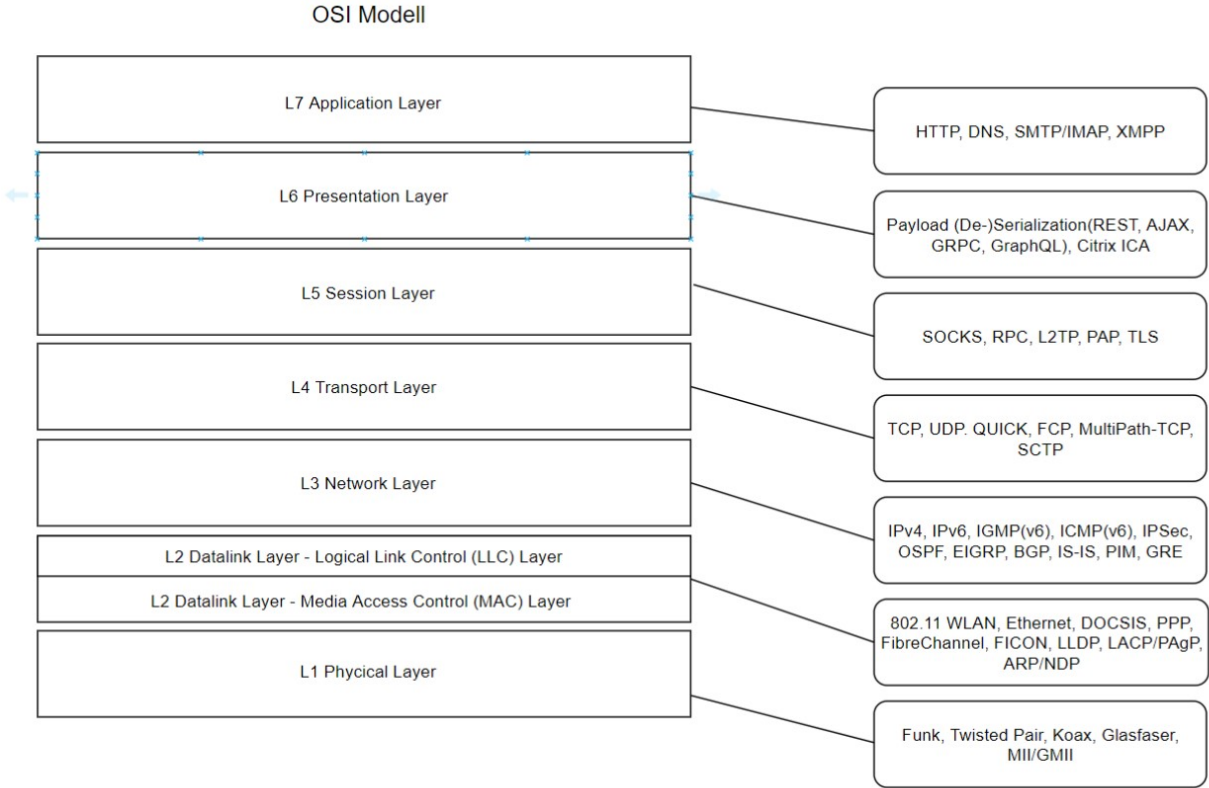 OSI Modell
L7 Application Layer
HTTP, DNS, SMTP/IMAP, XMPP
L6 Presentation Layer
Payload (De-)Serialization(REST, AJAX,
GRPC, GraphQL), Citrix ICA
L5 Session Layer
SOCKS, RPC, L2TP, PAP, TLS
L4 Transport Layer
TCP, UDP. QUICK, FCP, MultiPath-TCP,
SCTP
L3 Network Layer
IPv4, IPv6, IGMP(v6), ICMP(v6), IPSec,
OSPF, EIGRP, BGP, IS-IS, PIM, GRE
L2 Datalink Layer - Logical Link Control (LLC) Layer
L2 Datalink Layer - Media Access Control (MAC) Layer
802.11 WLAN, Ethernet, DOCSIS, PPP,
FibreChannel, FICON, LLDP, LACP/PAgP,
ARP/NDP
L1 Phycical Layer
Funk, Twisted Pair, Koax, Glasfaser,
MII/GMII